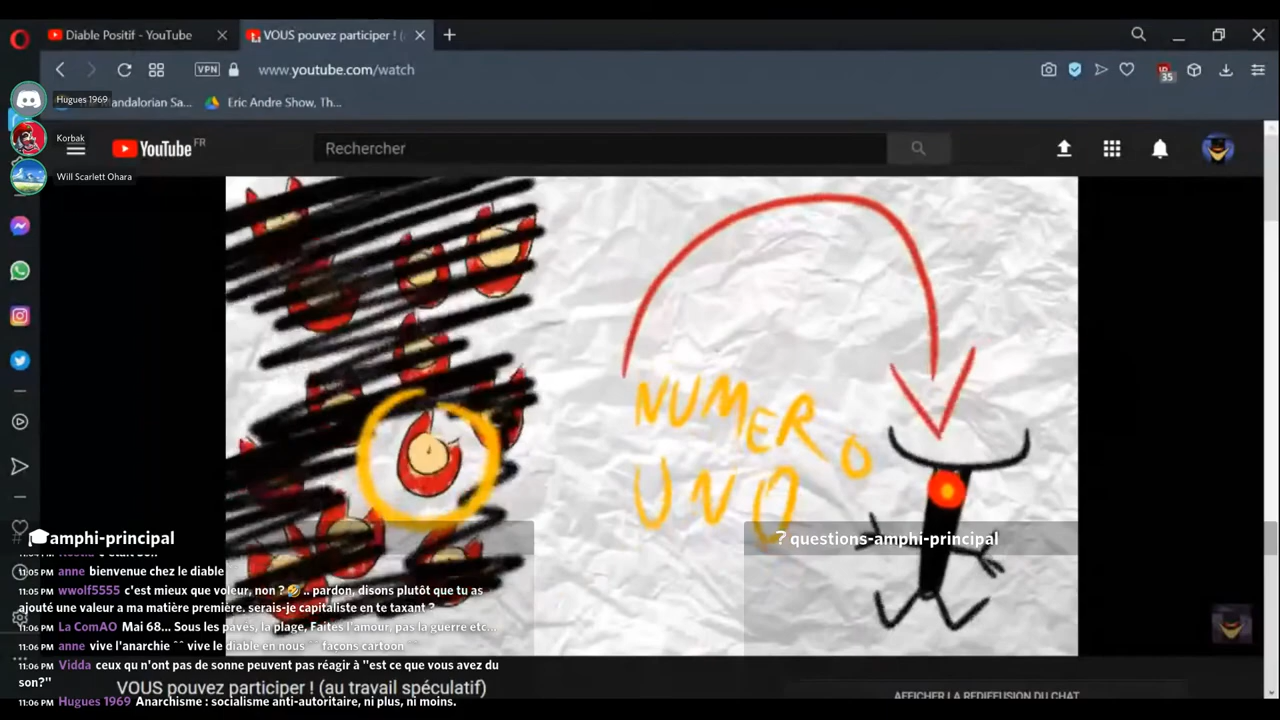 Diable Positif - YouTube
VOUS pouvez participer ! (
VPN
www.youtube.com/watch
35
Hugues 1969
andalorian Sa...
Eric Andre Show, Th...
Korbak
Will Scarlett Ohara
YouTube FR
Rechercher
NUMERO
UNO
amphi-principal
? questions-amphi-principal
11:05 PM anne bienvenue chez le diable
11:05 PM wwolf5555 c'est mieux que voleur, non ? 🤣 .. pardon, disons plutôt que tu as
ajouté une valeur a ma matière première. serais-je capitaliste en te taxant ?
11:06 PM La ComAO Mai 68... Sous les pavés, la plage, Faites l'amour, pas la guerre etc...
11:06 PM anne vive l'anarchie ^^ vive le diable en nous ^^ facons cartoon ^^
11:06 PM Vidda ceux qu n'ont pas de sonne peuvent pas réagir à "est ce que vous avez du
son?"
VOUS pouvez participer ! (au travail spéculatif)
AFFICHER LA REDIFFUSION DU CHAT
11:06 PM Hugues 1969 Anarchisme : socialisme anti-autoritaire, ni plus, ni moins.